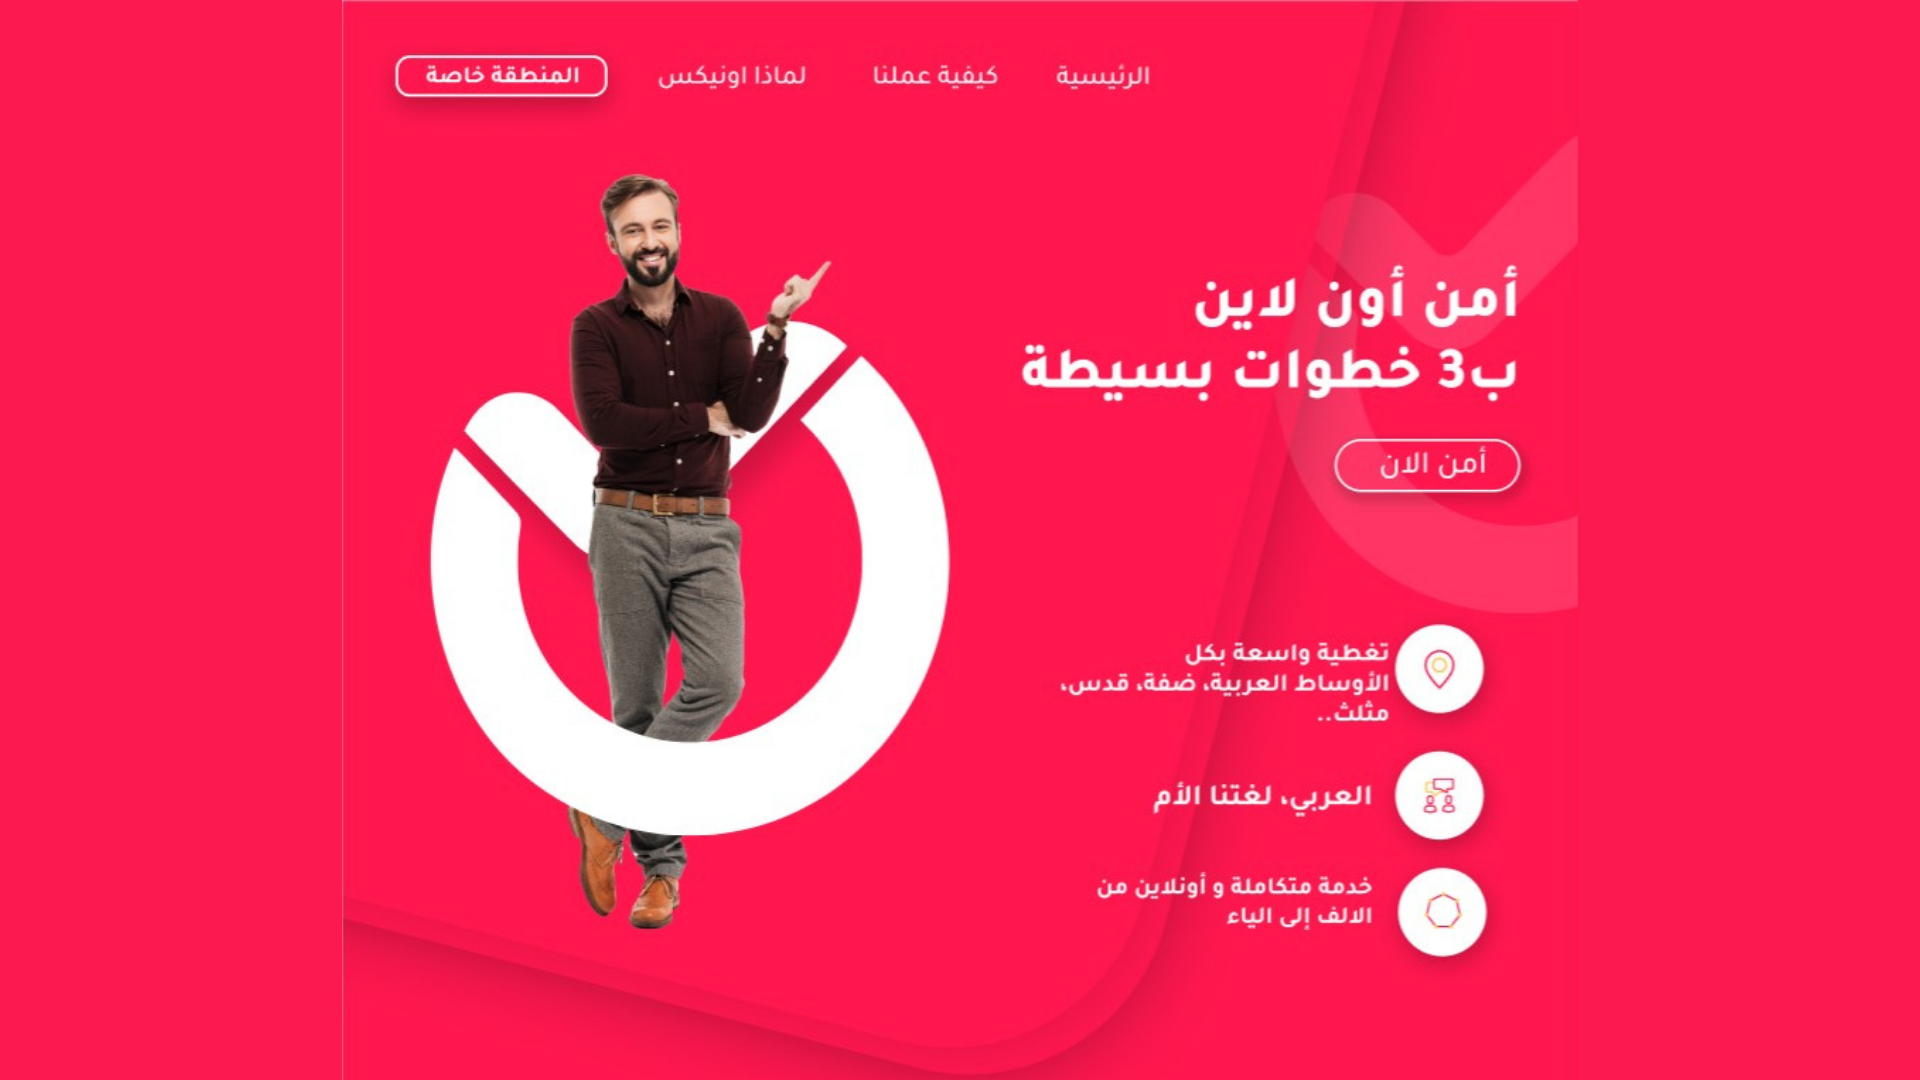 الرئيسية
كيفية عملنا
لماذا اونيكس
المنطقة خاصة
أمن أون لاين
ب3 خطوات بسيطة
أمن الان
تغطية واسعة بكل
الأوساط العربية، ضفة، قدس،
مثلث..
العربي، لغتنا الأم
خدمة متكاملة و أونلاين من
الالف إلى الياء